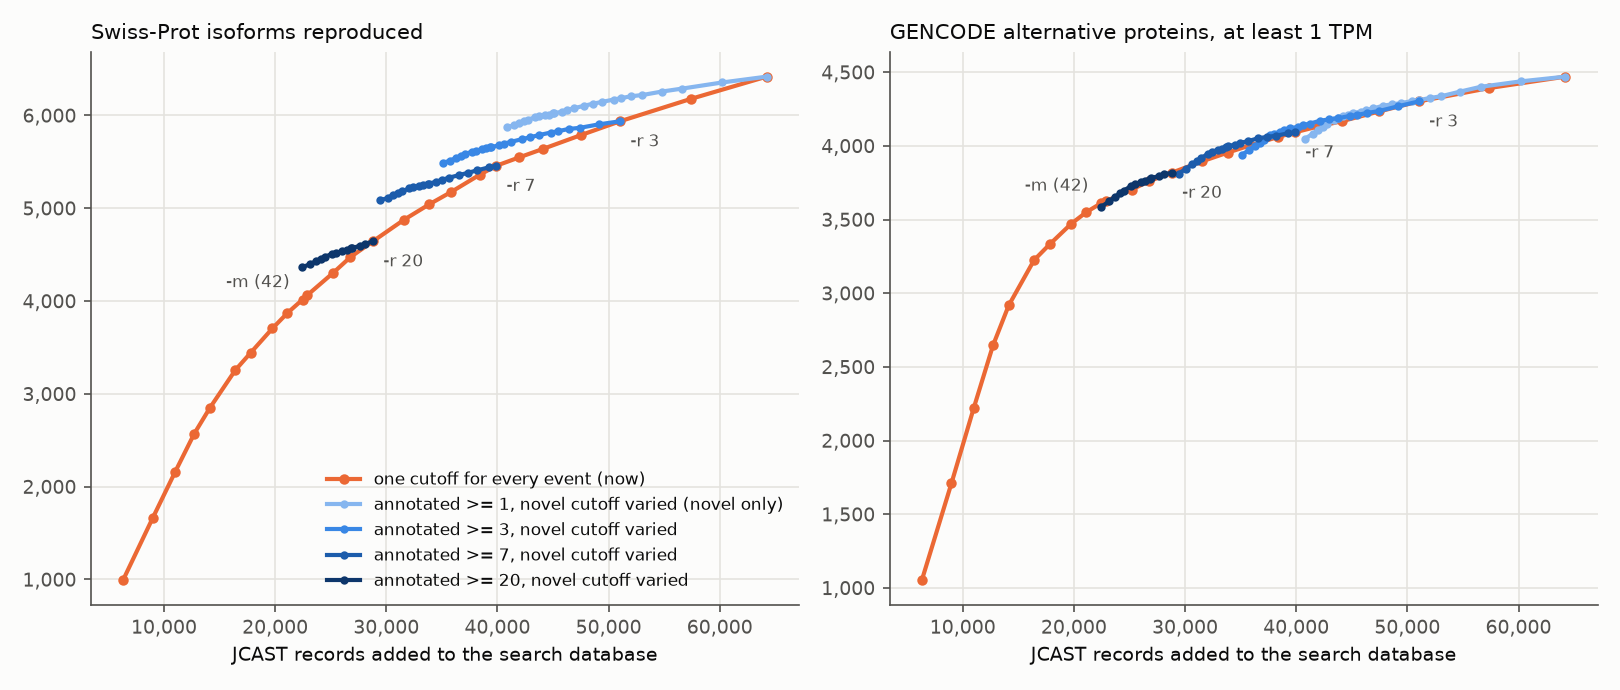 Swiss-Prot isoforms reproduced
6,000
5,000
4,000
3,000
2,000
1,000
-r 3
-r 7
-r 20
-m (42)
one cutoff for every event (now)
annotated >= 1, novel cutoff varied (novel only)
annotated >= 3, novel cutoff varied
annotated >= 7, novel cutoff varied
annotated >= 20, novel cutoff varied
10,000 20,000 30,000 40,000 50,000 60,000
JCAST records added to the search database
GENCODE alternative proteins, at least 1 TPM
4,500
4,000
3,500
3,000
2,500
2,000
1,500
1,000
-r 3
-r 7
-m (42)
-r 20
10,000 20,000 30,000 40,000 50,000 60,000
JCAST records added to the search database